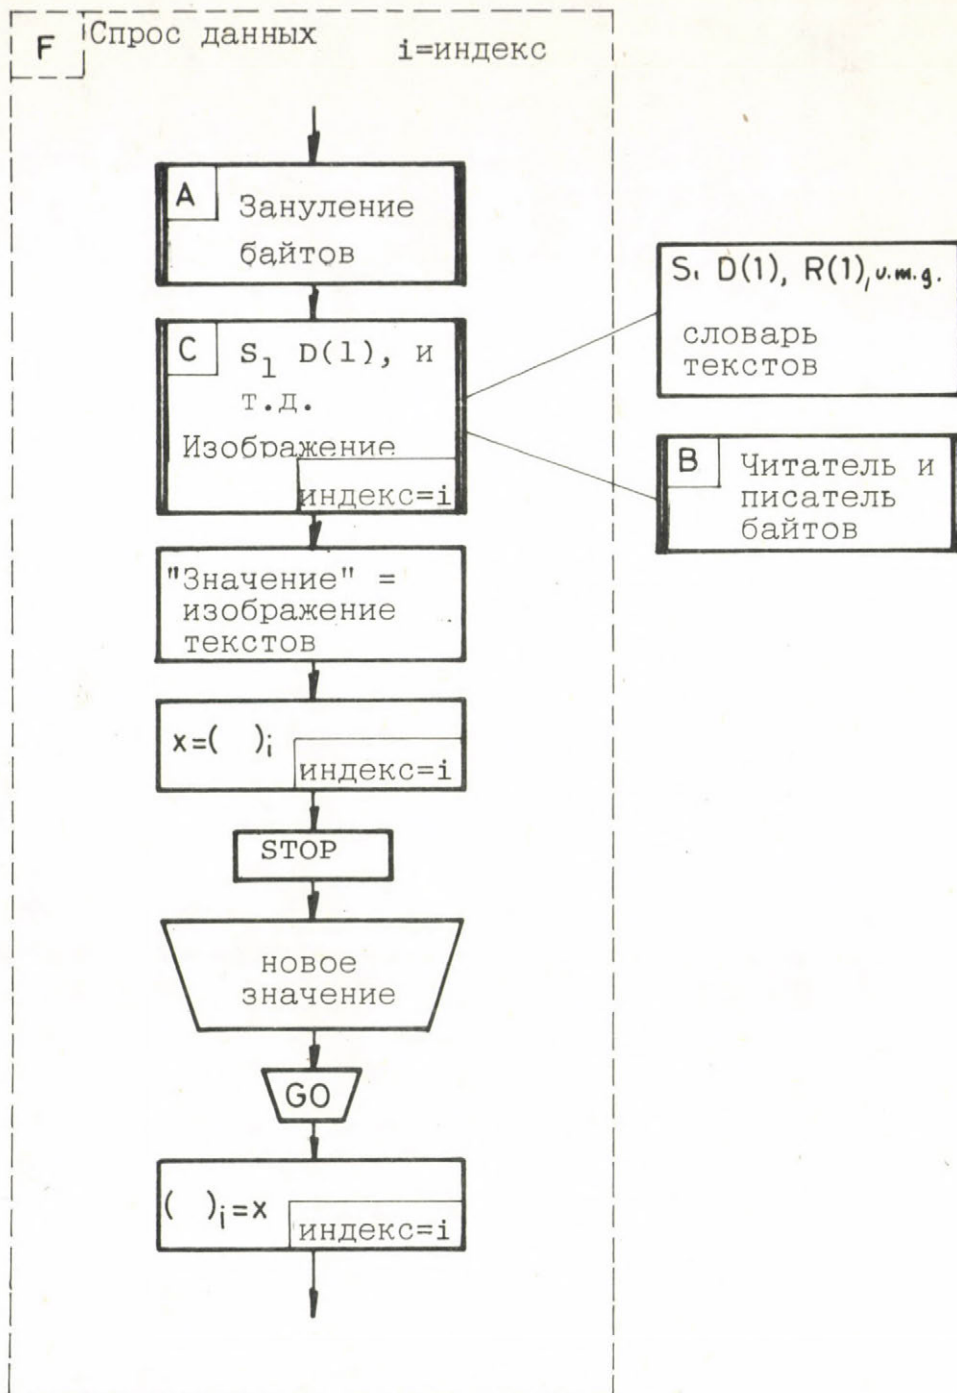 F Спрос данных i=индекс
A Зануление
байтов
C S1 D(1), и
т.д.
Изображение
индекс=i
S1 D(1), R(1), и.т.д.
словарь
текстов
B Читатель и
писатель
байтов
"Значение" =
изображение
текстов
x=( )i
индекс=i
STOP
новое
значение
GO
( )i=x
индекс=i